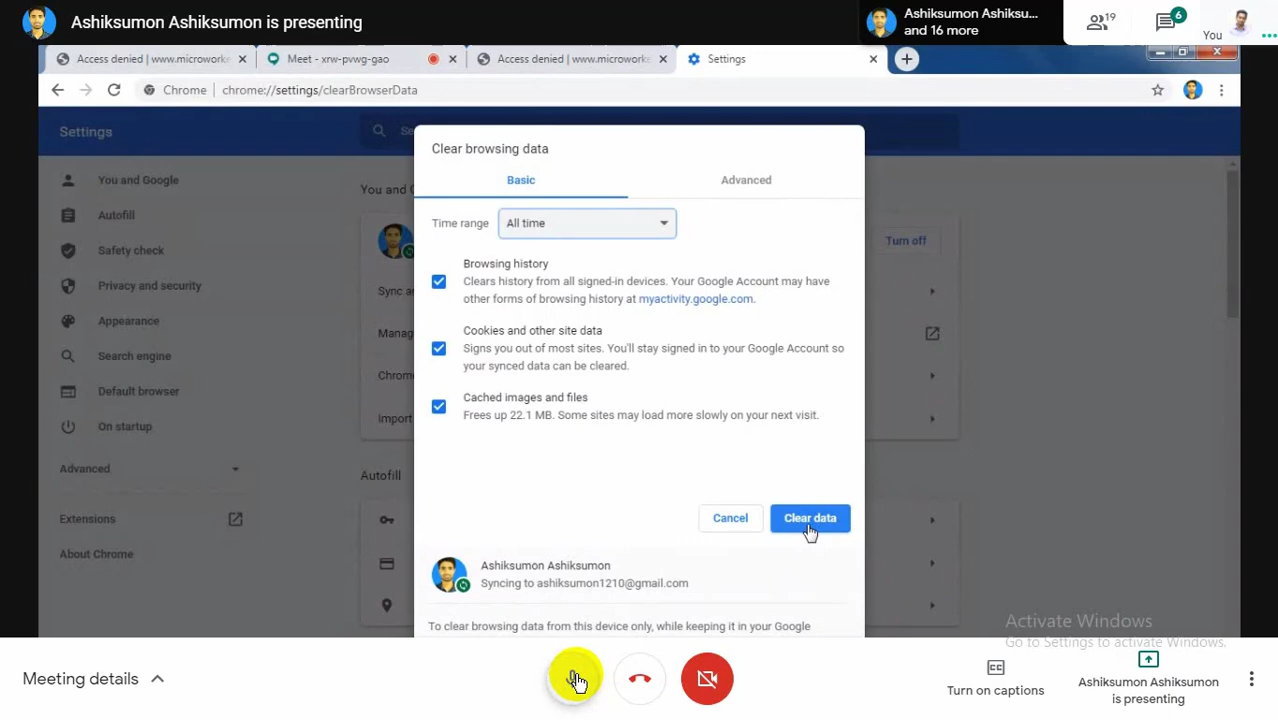 Ashiksumon Ashiksumon is presenting
Ashiksumon Ashiksu...
and 16 more
19
6
You
Access denied | www.microworke
Meet - xrw-pvwg-gao
Access denied | www.microworke
Settings
Chrome | chrome://settings/clearBrowserData
Settings
Se
You and Google
Autofill
Safety check
Privacy and security
Appearance
Search engine
Default browser
On startup
Advanced
Extensions
About Chrome
You and G
Turn off
Sync a
Manag
Chrom
Import
Autofill
Clear browsing data
Basic
Advanced
Time range
All time
Browsing history
Clears history from all signed-in devices. Your Google Account may have
other forms of browsing history at myactivity.google.com.
Cookies and other site data
Signs you out of most sites. You'll stay signed in to your Google Account so
your synced data can be cleared.
Cached images and files
Frees up 22.1 MB. Some sites may load more slowly on your next visit.
Cancel
Clear data
Ashiksumon Ashiksumon
Syncing to ashiksumon1210@gmail.com
To clear browsing data from this device only, while keeping it in your Google
Activate Windows
Go to Settings to activate Windows.
Meeting details
Turn on captions
Ashiksumon Ashiksumon
is presenting